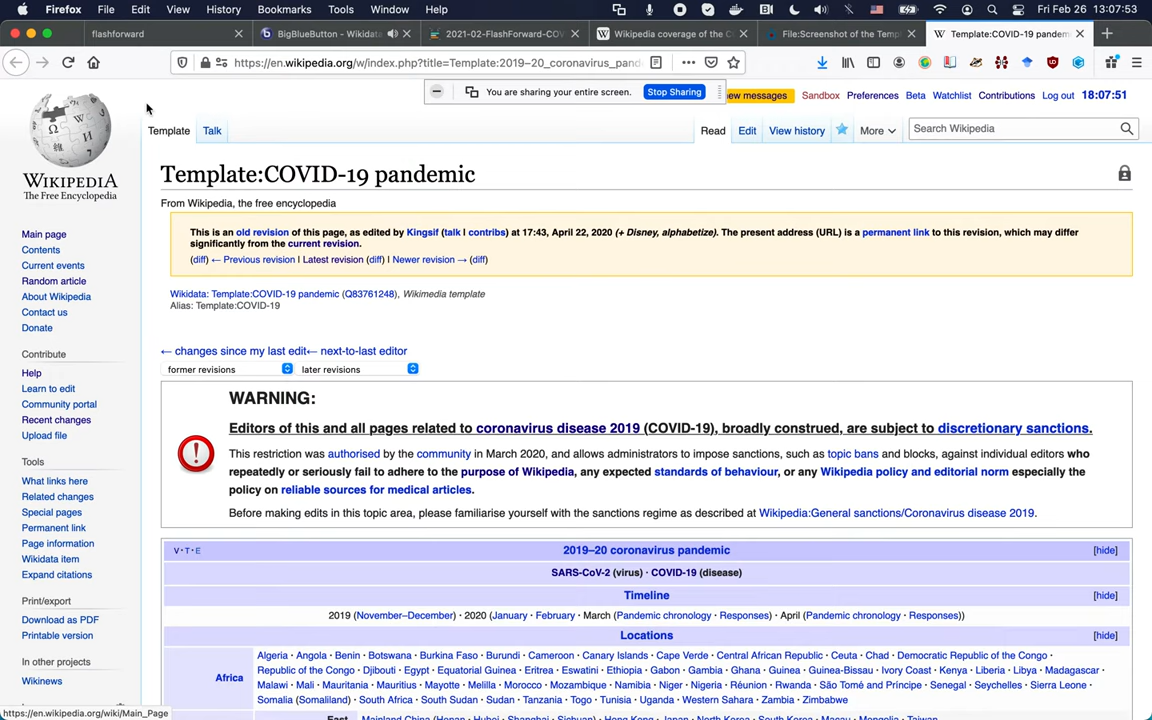 Firefox File Edit View History Bookmarks Tools Window Help Fri Feb 26 13:07:53
flashforward BigBlueButton - Wikidata 2021-02-FlashForward-CO Wikipedia coverage of the C File:Screenshot of the Temp Template:COVID-19 pandemic
https://en.wikipedia.org/w/index.php?title=Template:2019–20_coronavirus_pand
You are sharing your entire screen. Stop Sharing
ew messages Sandbox Preferences Beta Watchlist Contributions Log out 18:07:51
Template Talk Read Edit View history More Search Wikipedia
WIKIPEDIA
The Free Encyclopedia
Template:COVID-19 pandemic
From Wikipedia, the free encyclopedia
This is an old revision of this page, as edited by Kingsif (talk | contribs) at 17:43, April 22, 2020 (+ Disney, alphabetize). The present address (URL) is a permanent link to this revision, which may differ
significantly from the current revision.
(diff) ← Previous revision | Latest revision (diff) | Newer revision → (diff)
Wikidata: Template:COVID-19 pandemic (Q83761248), Wikimedia template
Alias: Template:COVID-19
← changes since my last edit← next-to-last editor
former revisions later revisions
WARNING:
Editors of this and all pages related to coronavirus disease 2019 (COVID-19), broadly construed, are subject to discretionary sanctions.
This restriction was authorised by the community in March 2020, and allows administrators to impose sanctions, such as topic bans and blocks, against individual editors who
repeatedly or seriously fail to adhere to the purpose of Wikipedia, any expected standards of behaviour, or any Wikipedia policy and editorial norm especially the
policy on reliable sources for medical articles.
Before making edits in this topic area, please familiarise yourself with the sanctions regime as described at Wikipedia:General sanctions/Coronavirus disease 2019.
V·T·E 2019–20 coronavirus pandemic [hide]
SARS-CoV-2 (virus) · COVID-19 (disease)
Timeline [hide]
2019 (November–December) · 2020 (January · February · March (Pandemic chronology · Responses) · April (Pandemic chronology · Responses))
Locations [hide]
Africa
Algeria · Angola · Benin · Botswana · Burkina Faso · Burundi · Cameroon · Canary Islands · Cape Verde · Central African Republic · Ceuta · Chad · Democratic Republic of the Congo ·
Republic of the Congo · Djibouti · Egypt · Equatorial Guinea · Eritrea · Eswatini · Ethiopia · Gabon · Gambia · Ghana · Guinea · Guinea-Bissau · Ivory Coast · Kenya · Liberia · Libya · Madagascar ·
Malawi · Mali · Mauritania · Mauritius · Mayotte · Melilla · Morocco · Mozambique · Namibia · Niger · Nigeria · Réunion · Rwanda · São Tomé and Príncipe · Senegal · Seychelles · Sierra Leone ·
Somalia (Somaliland) · South Africa · South Sudan · Sudan · Tanzania · Togo · Tunisia · Uganda · Western Sahara · Zambia · Zimbabwe
East Mainland China (Henan · Hubei · Shanghai · Sichuan) · Hong Kong · Japan · North Korea · South Korea · Macau · Mongolia · Taiwan
Main page
Contents
Current events
Random article
About Wikipedia
Contact us
Donate
Contribute
Help
Learn to edit
Community portal
Recent changes
Upload file
Tools
What links here
Related changes
Special pages
Permanent link
Page information
Wikidata item
Expand citations
Print/export
Download as PDF
Printable version
In other projects
Wikinews
https://en.wikipedia.org/wiki/Main_Page